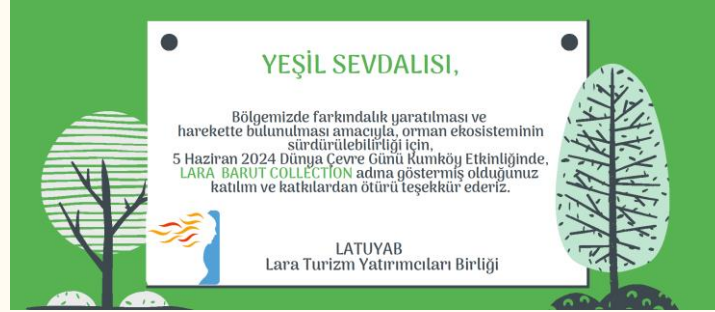 YEŞİL SEVDALISI,
Bölgemizde farkındalık yaratılması ve
harekette bulunulması amacıyla, orman ekosisteminin
sürdürülebilirliği için,
5 Haziran 2024 Dünya Çevre Günü Kumköy Etkinliğinde,
LARA BARUT COLLECTION adına göstermiş olduğunuz
katılım ve katkılardan ötürü teşekkür ederiz.
LATUYAB
Lara Turizm Yatırımcıları Birliği